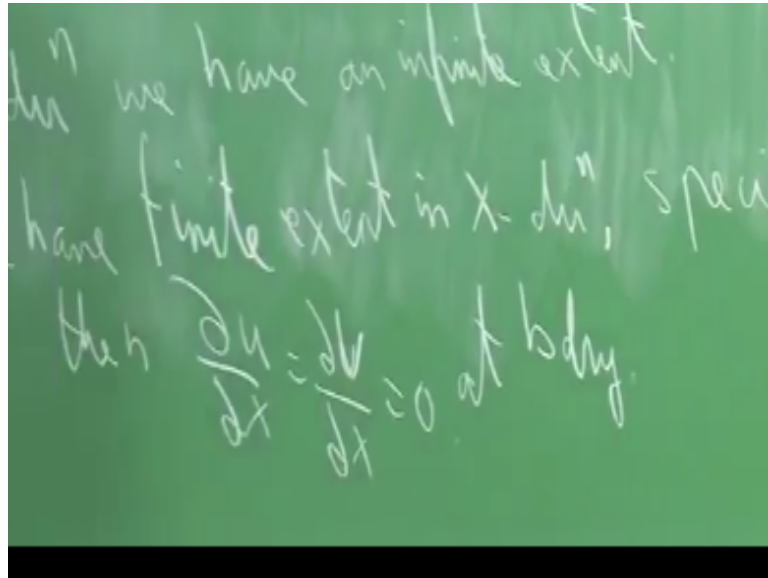 dirⁿ we have an infinite extent.
have finite extent in x-dirⁿ, speci
then ∂u/∂x = ∂v/∂x = 0 at bdry.